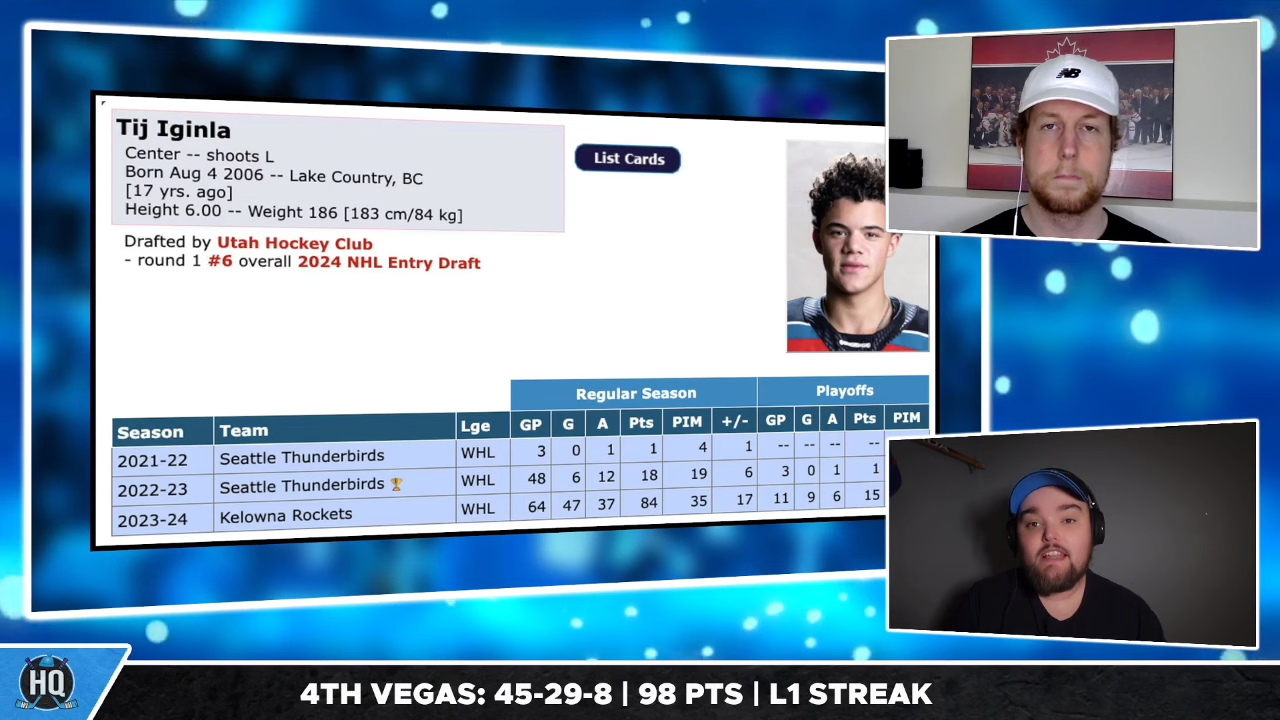 Tij Iginla
Center -- shoots L
Born Aug 4 2006 -- Lake Country, BC
[17 yrs. ago]
Height 6.00 -- Weight 186 [183 cm/84 kg]
List Cards
Drafted by Utah Hockey Club
- round 1 #6 overall 2024 NHL Entry Draft
Regular Season Playoffs
Season Team Lge GP G A Pts PIM +/- GP G A Pts PIM
2021-22 Seattle Thunderbirds WHL 3 0 1 1 4 1 -- -- -- --
2022-23 Seattle Thunderbirds WHL 48 6 12 18 19 6 3 0 1 1
2023-24 Kelowna Rockets WHL 64 47 37 84 35 17 11 9 6 15
NB
HQ
4TH VEGAS: 45-29-8 | 98 PTS | L1 STREAK